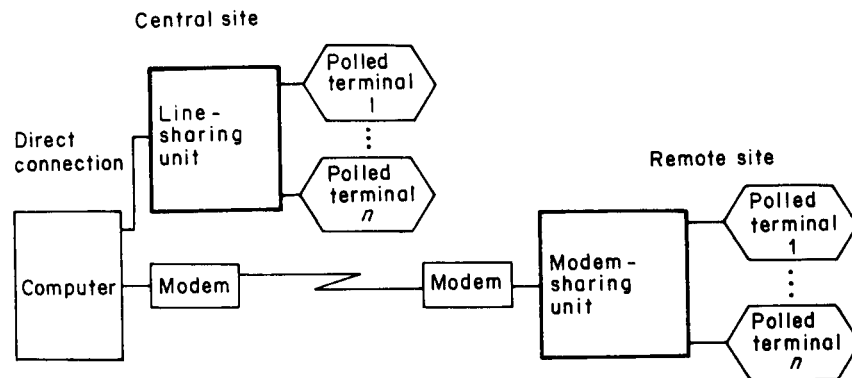 Central site
Polled
terminal
1
Line-
sharing
unit
Polled
terminal
n
Direct
connection
Remote site
Polled
terminal
1
Computer
Modem
Modem
Modem-
sharing
unit
Polled
terminal
n